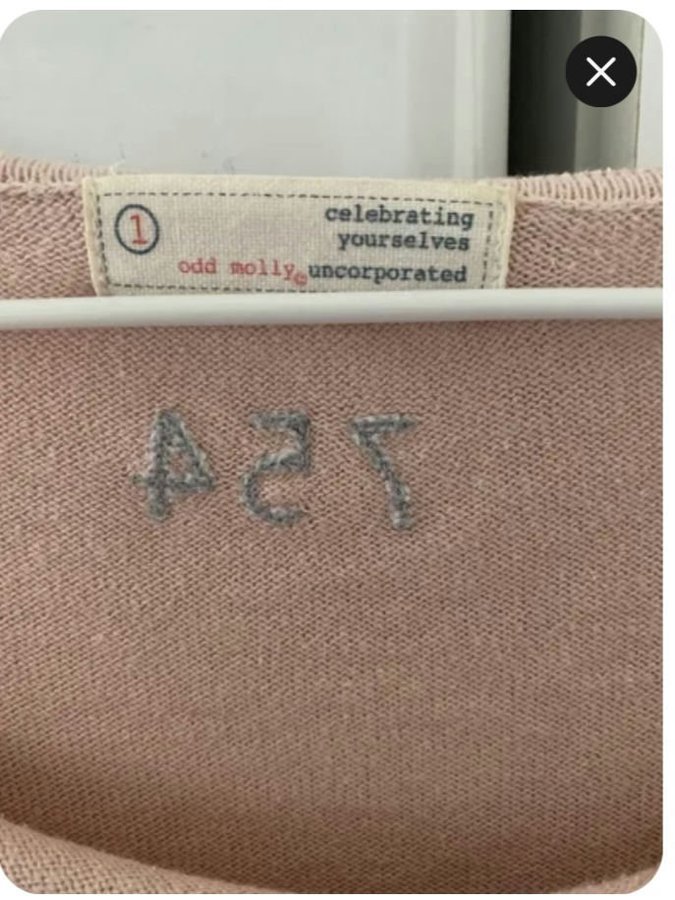 1
celebrating
yourselves
odd molly© uncorporated
754